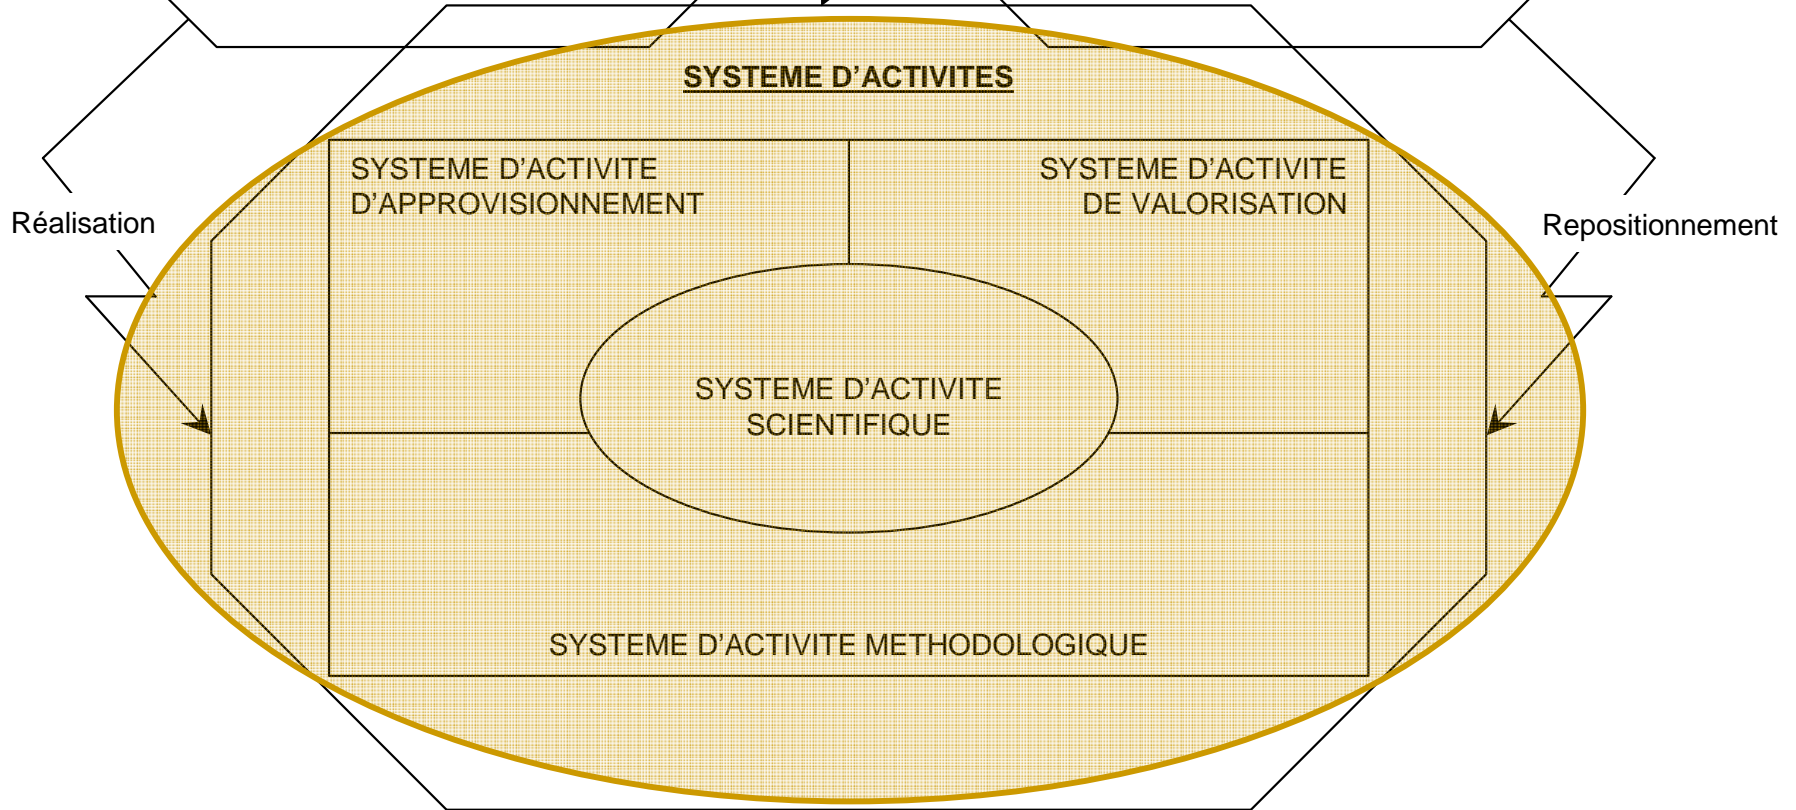 SYSTEME D’ACTIVITES
SYSTEME D’ACTIVITE
D’APPROVISIONNEMENT
SYSTEME D’ACTIVITE
DE VALORISATION
Réalisation
Repositionnement
SYSTEME D’ACTIVITE
SCIENTIFIQUE
SYSTEME D’ACTIVITE METHODOLOGIQUE